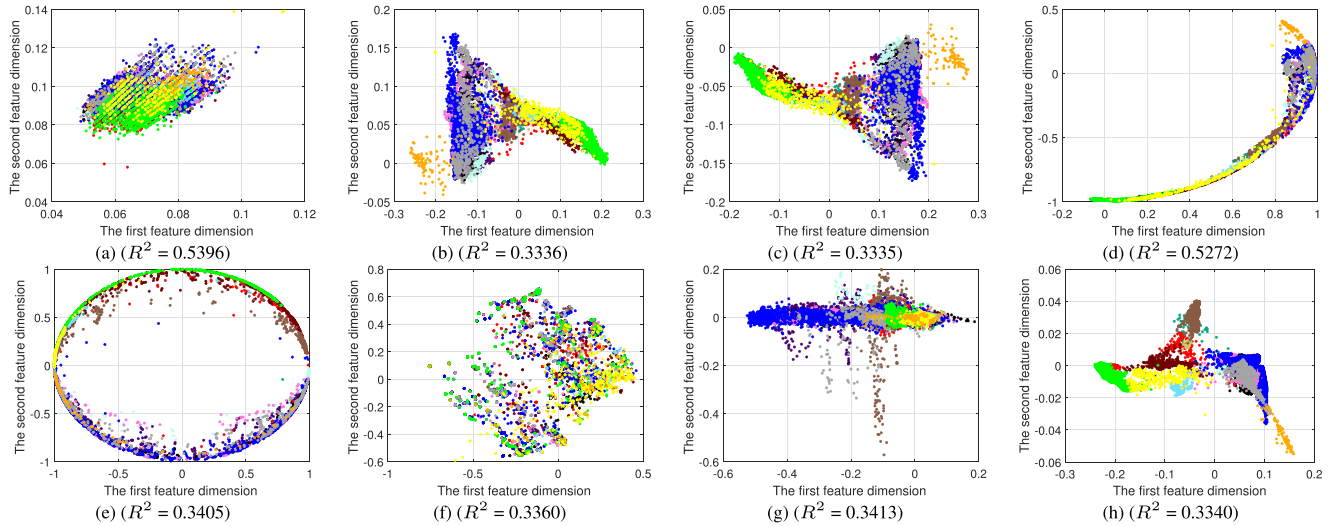 The second feature dimension
0.14
0.12
0.1
0.08
0.06
0.04
0.04 0.06 0.08 0.1 0.12
The first feature dimension
(a) (R² = 0.5396)
The second feature dimension
0.2
0.15
0.1
0.05
0
-0.05
-0.3 -0.2 -0.1 0 0.1 0.2 0.3
The first feature dimension
(b) (R² = 0.3336)
The second feature dimension
0.05
0
-0.05
-0.1
-0.15
-0.2
-0.2 -0.1 0 0.1 0.2 0.3
The first feature dimension
(c) (R² = 0.3335)
The second feature dimension
0.5
0
-0.5
-1
-0.2 0 0.2 0.4 0.6 0.8 1
The first feature dimension
(d) (R² = 0.5272)
The second feature dimension
1
0.5
0
-0.5
-1
-1 -0.5 0 0.5 1
The first feature dimension
(e) (R² = 0.3405)
The second feature dimension
0.8
0.6
0.4
0.2
0
-0.2
-0.4
-0.6
-1 -0.5 0 0.5
The first feature dimension
(f) (R² = 0.3360)
The second feature dimension
0.2
0
-0.2
-0.4
-0.6
-0.6 -0.4 -0.2 0 0.2
The first feature dimension
(g) (R² = 0.3413)
The second feature dimension
0.06
0.04
0.02
0
-0.02
-0.04
-0.06
-0.3 -0.2 -0.1 0 0.1 0.2
The first feature dimension
(h) (R² = 0.3340)